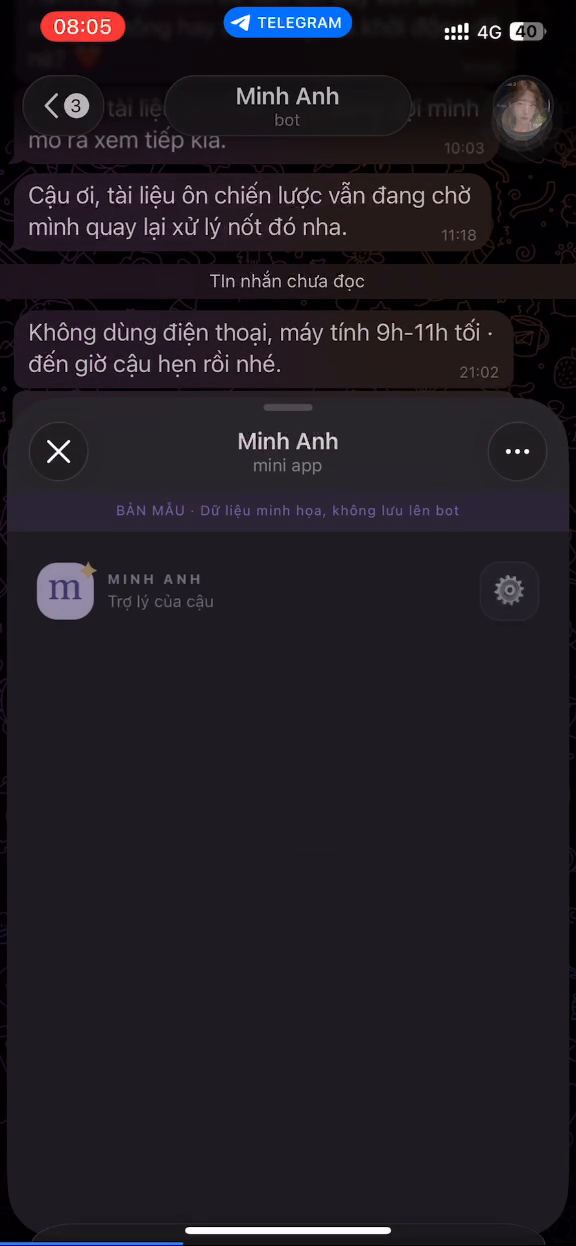 08:05
TELEGRAM
4G
40
3
Minh Anh
bot
tài liệ
mình
mở ra xem tiếp kìa.
10:03
Cậu ơi, tài liệu ôn chiến lược vẫn đang chờ
mình quay lại xử lý nốt đó nha.
11:18
Tin nhắn chưa đọc
Không dùng điện thoại, máy tính 9h-11h tối ·
đến giờ cậu hẹn rồi nhé.
21:02
Minh Anh
mini app
BẢN MẪU · Dữ liệu minh họa, không lưu lên bot
m
MINH ANH
Trợ lý của cậu